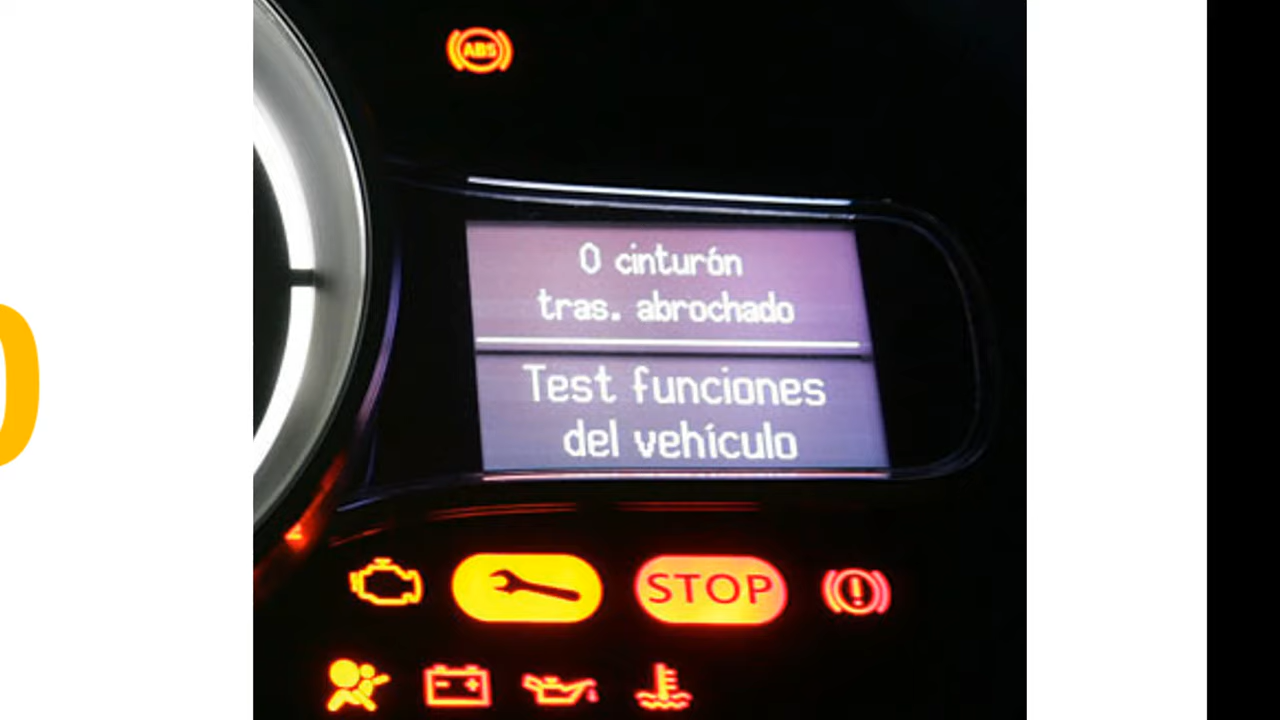 ABS
0 cinturón
tras. abrochado
Test funciones
del vehículo
STOP